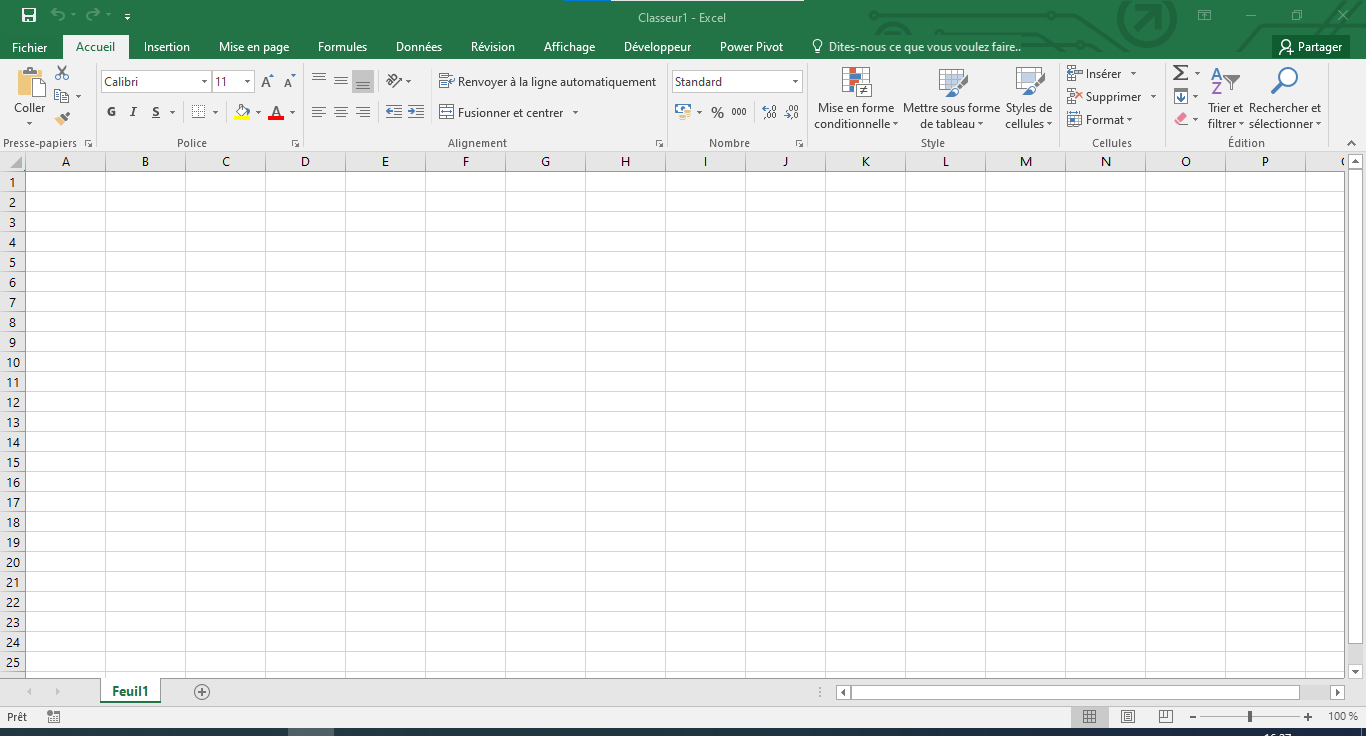 Classeur1 - Excel
Fichier Accueil Insertion Mise en page Formules Données Révision Affichage Développeur Power Pivot Dites-nous ce que vous voulez faire.. Partager
Coller
Calibri 11
Renvoyer à la ligne automatiquement
Standard
Insérer
Supprimer
Format
G I S
Fusionner et centrer
% 000
Mise en forme conditionnelle
Mettre sous forme de tableau
Styles de cellules
Trier et filtrer
Rechercher et sélectionner
Presse-papiers Police Alignement Nombre Style Cellules Édition
A B C D E F G H I J K L M N O P
1
2
3
4
5
6
7
8
9
10
11
12
13
14
15
16
17
18
19
20
21
22
23
24
25
Feuil1
Prêt 100 %